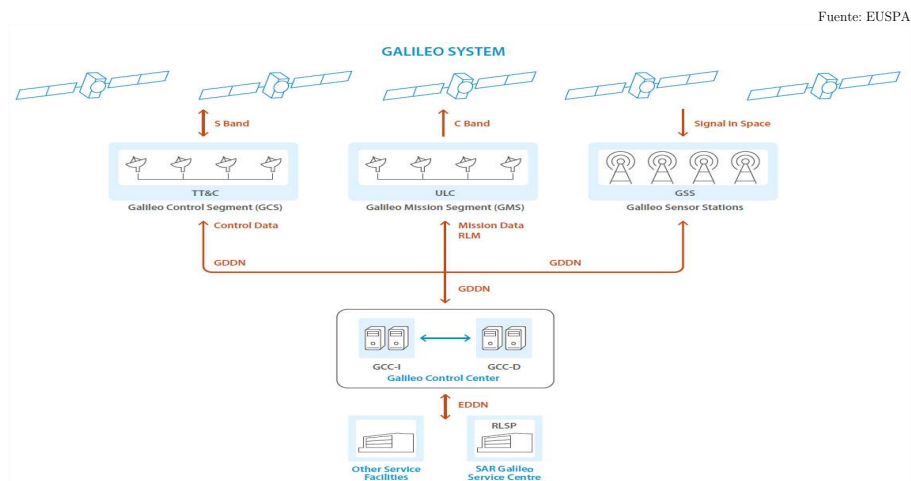 Fuente: EUSPA
GALILEO SYSTEM
S Band
C Band
Signal in Space
TT&C
ULC
GSS
Galileo Control Segment (GCS)
Galileo Mission Segment (GMS)
Galileo Sensor Stations
Control Data
Mission Data
RLM
GDDN
GDDN
GDDN
GCC-I
GCC-D
Galileo Control Center
EDDN
RLSP
Other Service
Facilities
SAR Galileo
Service Centre